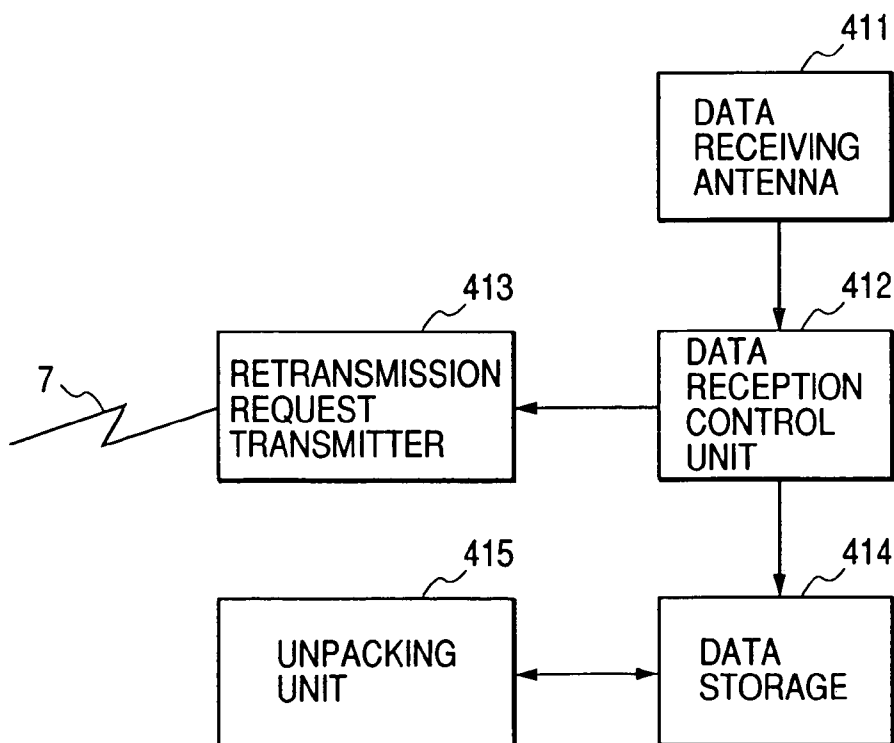 411
DATA
RECEIVING
ANTENNA
413
412
7
RETRANSMISSION
REQUEST
TRANSMITTER
DATA
RECEPTION
CONTROL
UNIT
415
414
UNPACKING
UNIT
DATA
STORAGE